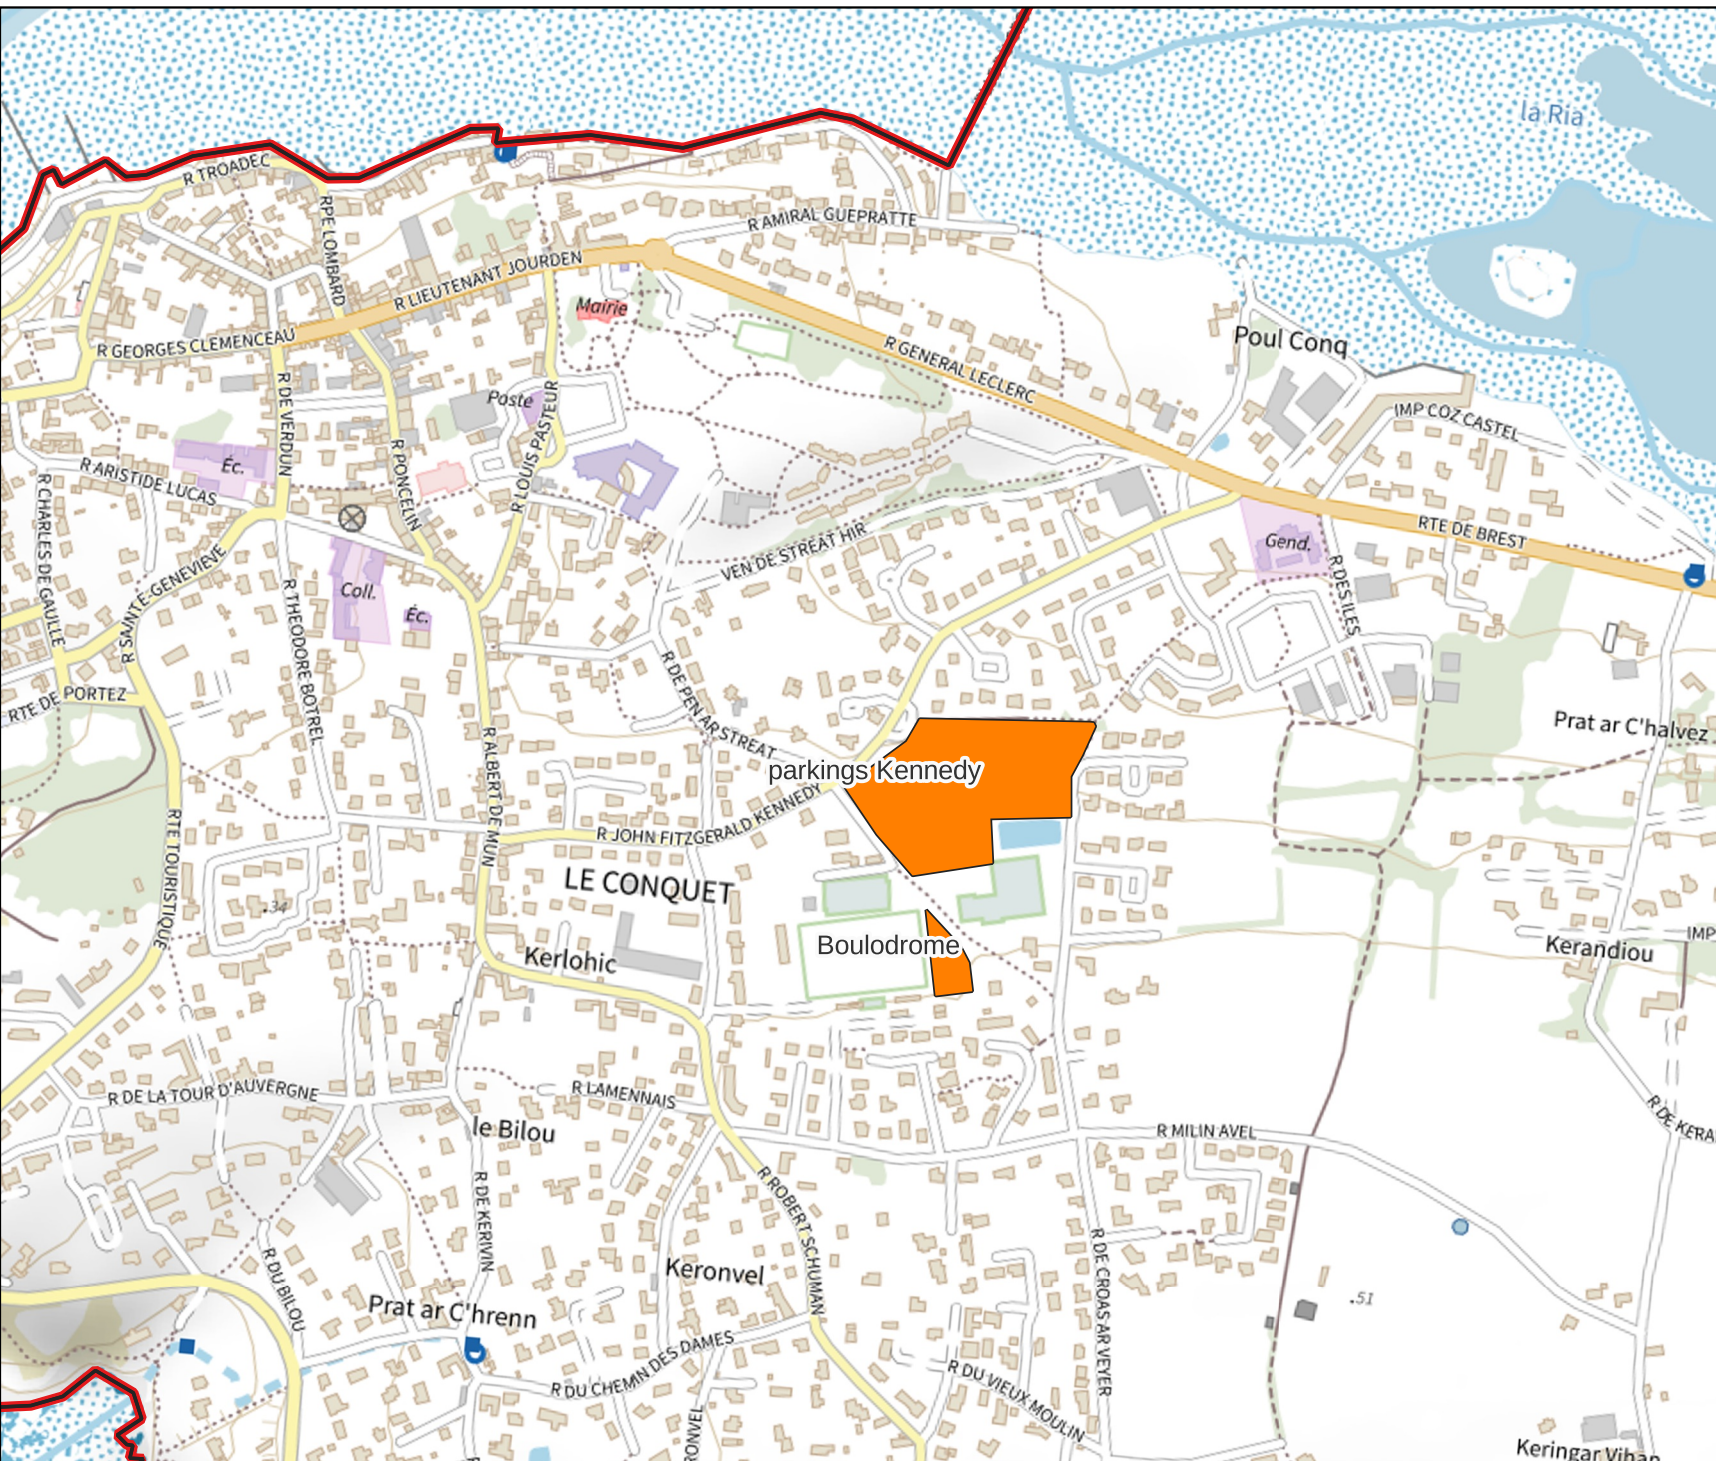 la Ria
R TROADEC
RPE LOMBARD
R AMIRAL GUEPRATTE
R LIEUTENANT JOURDEN
Mairie
R GEORGES CLEMENCEAU
R GENERAL LECLERC
Poul Conq
R DE VERDUN
Poste
R LOUIS PASTEUR
IMP COZ CASTEL
Éc.
R ARISTIDE LUCAS
R PONCELIN
R CHARLES DE GAULLE
VEN DE STREAT HIR
Gend.
RTE DE BREST
R DES ILES
R SAINTE-GENEVIEVE
Coll.
Éc.
R THEODORE BOTREL
R DE PEN AR STREAT
RTE DE PORTEZ
Prat ar C'halvez
R ALBERT DE MUN
parkings Kennedy
R JOHN FITZGERALD KENNEDY
RTE TOURISTIQUE
LE CONQUET
34
Boulodrome
Kerlohic
Kerandiou
IMP
R DE LA TOUR D'AUVERGNE
R LAMENNAIS
le Bilou
R MILIN AVEL
R DE KERA
R DE KERIVIN
R ROBERT SCHUMAN
R DU BILOU
Keronvel
R DE CROAS AR VEYER
Prat ar C'hrenn
.51
R DU CHEMIN DES DAMES
R DU VIEUX MOULIN
RONVEL
Keringar Vihan